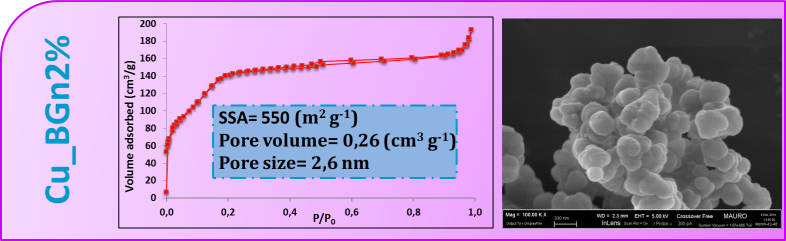 Cu_BGn2%
Volume adsorbed (cm³/g)
200
180
160
140
120
100
80
60
40
20
0
SSA= 550 (m² g⁻¹)
Pore volume= 0,26 (cm³ g⁻¹)
Pore size= 2,6 nm
0,0 0,2 0,4 0,6 0,8 1,0
P/P₀
Mag = 100.00 K X
300 nm
WD = 2.3 mm EHT = 5.00 kV Crossover Free MAURO
InLens